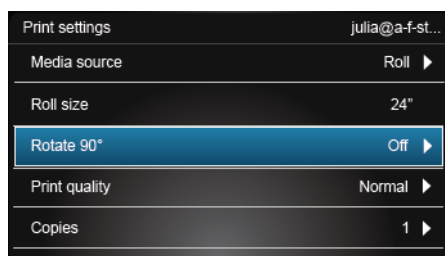 Print settings julia@a-f-st...
Media source Roll
Roll size 24"
Rotate 90° Off
Print quality Normal
Copies 1